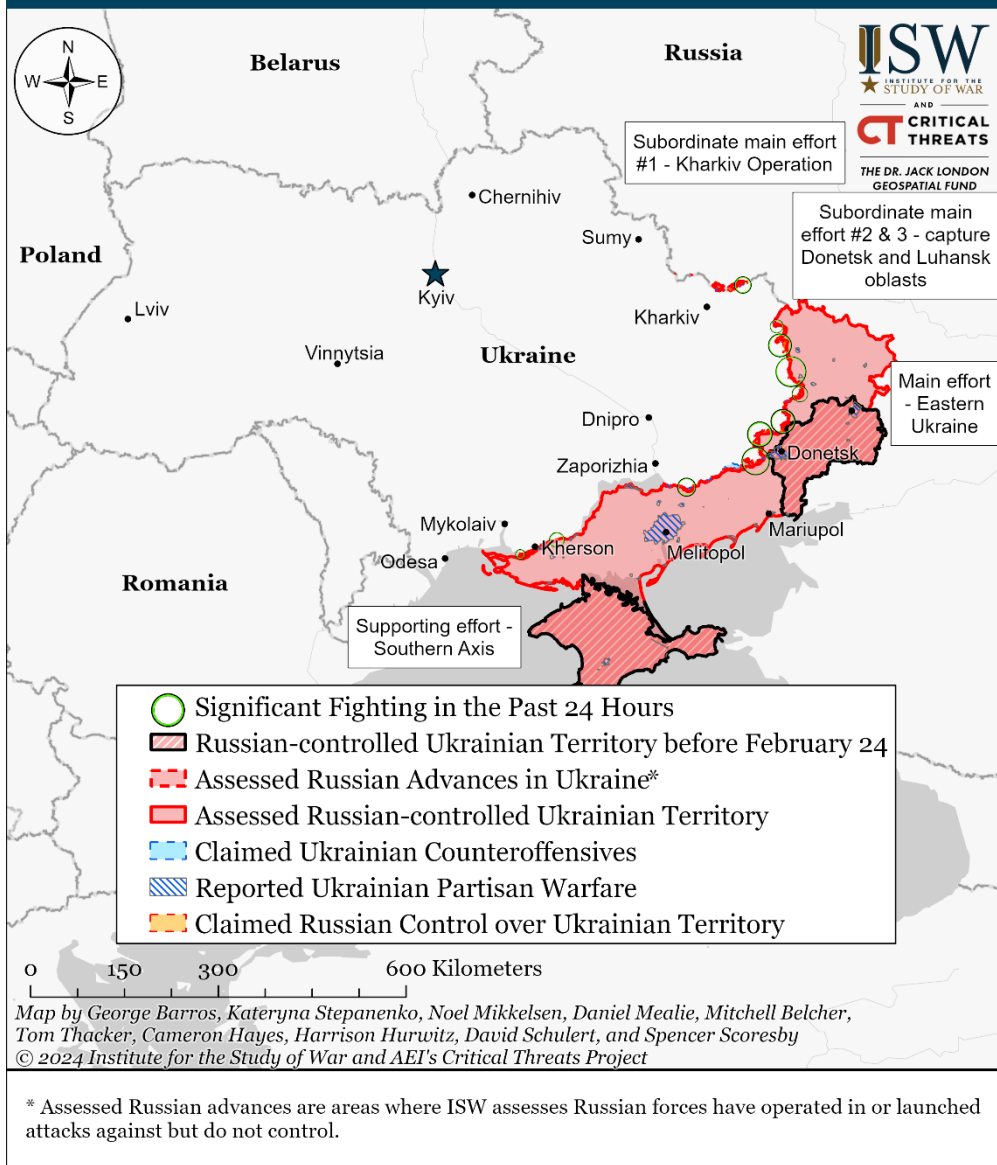 N
W
E
S
Belarus
Russia
ISW
INSTITUTE FOR THE
STUDY OF WAR
AND
CT CRITICAL
THREATS
THE DR. JACK LONDON
GEOSPATIAL FUND
Subordinate main effort
#1 - Kharkiv Operation
Subordinate main
effort #2 & 3 - capture
Donetsk and Luhansk
oblasts
Chernihiv
Sumy
Poland
Kyiv
Lviv
Kharkiv
Vinnytsia
Ukraine
Main effort
- Eastern
Ukraine
Dnipro
Donetsk
Zaporizhia
Mykolaiv
Mariupol
Kherson
Melitopol
Odesa
Romania
Supporting effort -
Southern Axis
Significant Fighting in the Past 24 Hours
Russian-controlled Ukrainian Territory before February 24
Assessed Russian Advances in Ukraine*
Assessed Russian-controlled Ukrainian Territory
Claimed Ukrainian Counteroffensives
Reported Ukrainian Partisan Warfare
Claimed Russian Control over Ukrainian Territory
0 150 300 600 Kilometers
Map by George Barros, Kateryna Stepanenko, Noel Mikkelsen, Daniel Mealie, Mitchell Belcher,
Tom Thacker, Cameron Hayes, Harrison Hurwitz, David Schulert, and Spencer Scoresby
© 2024 Institute for the Study of War and AEI's Critical Threats Project
* Assessed Russian advances are areas where ISW assesses Russian forces have operated in or launched
attacks against but do not control.